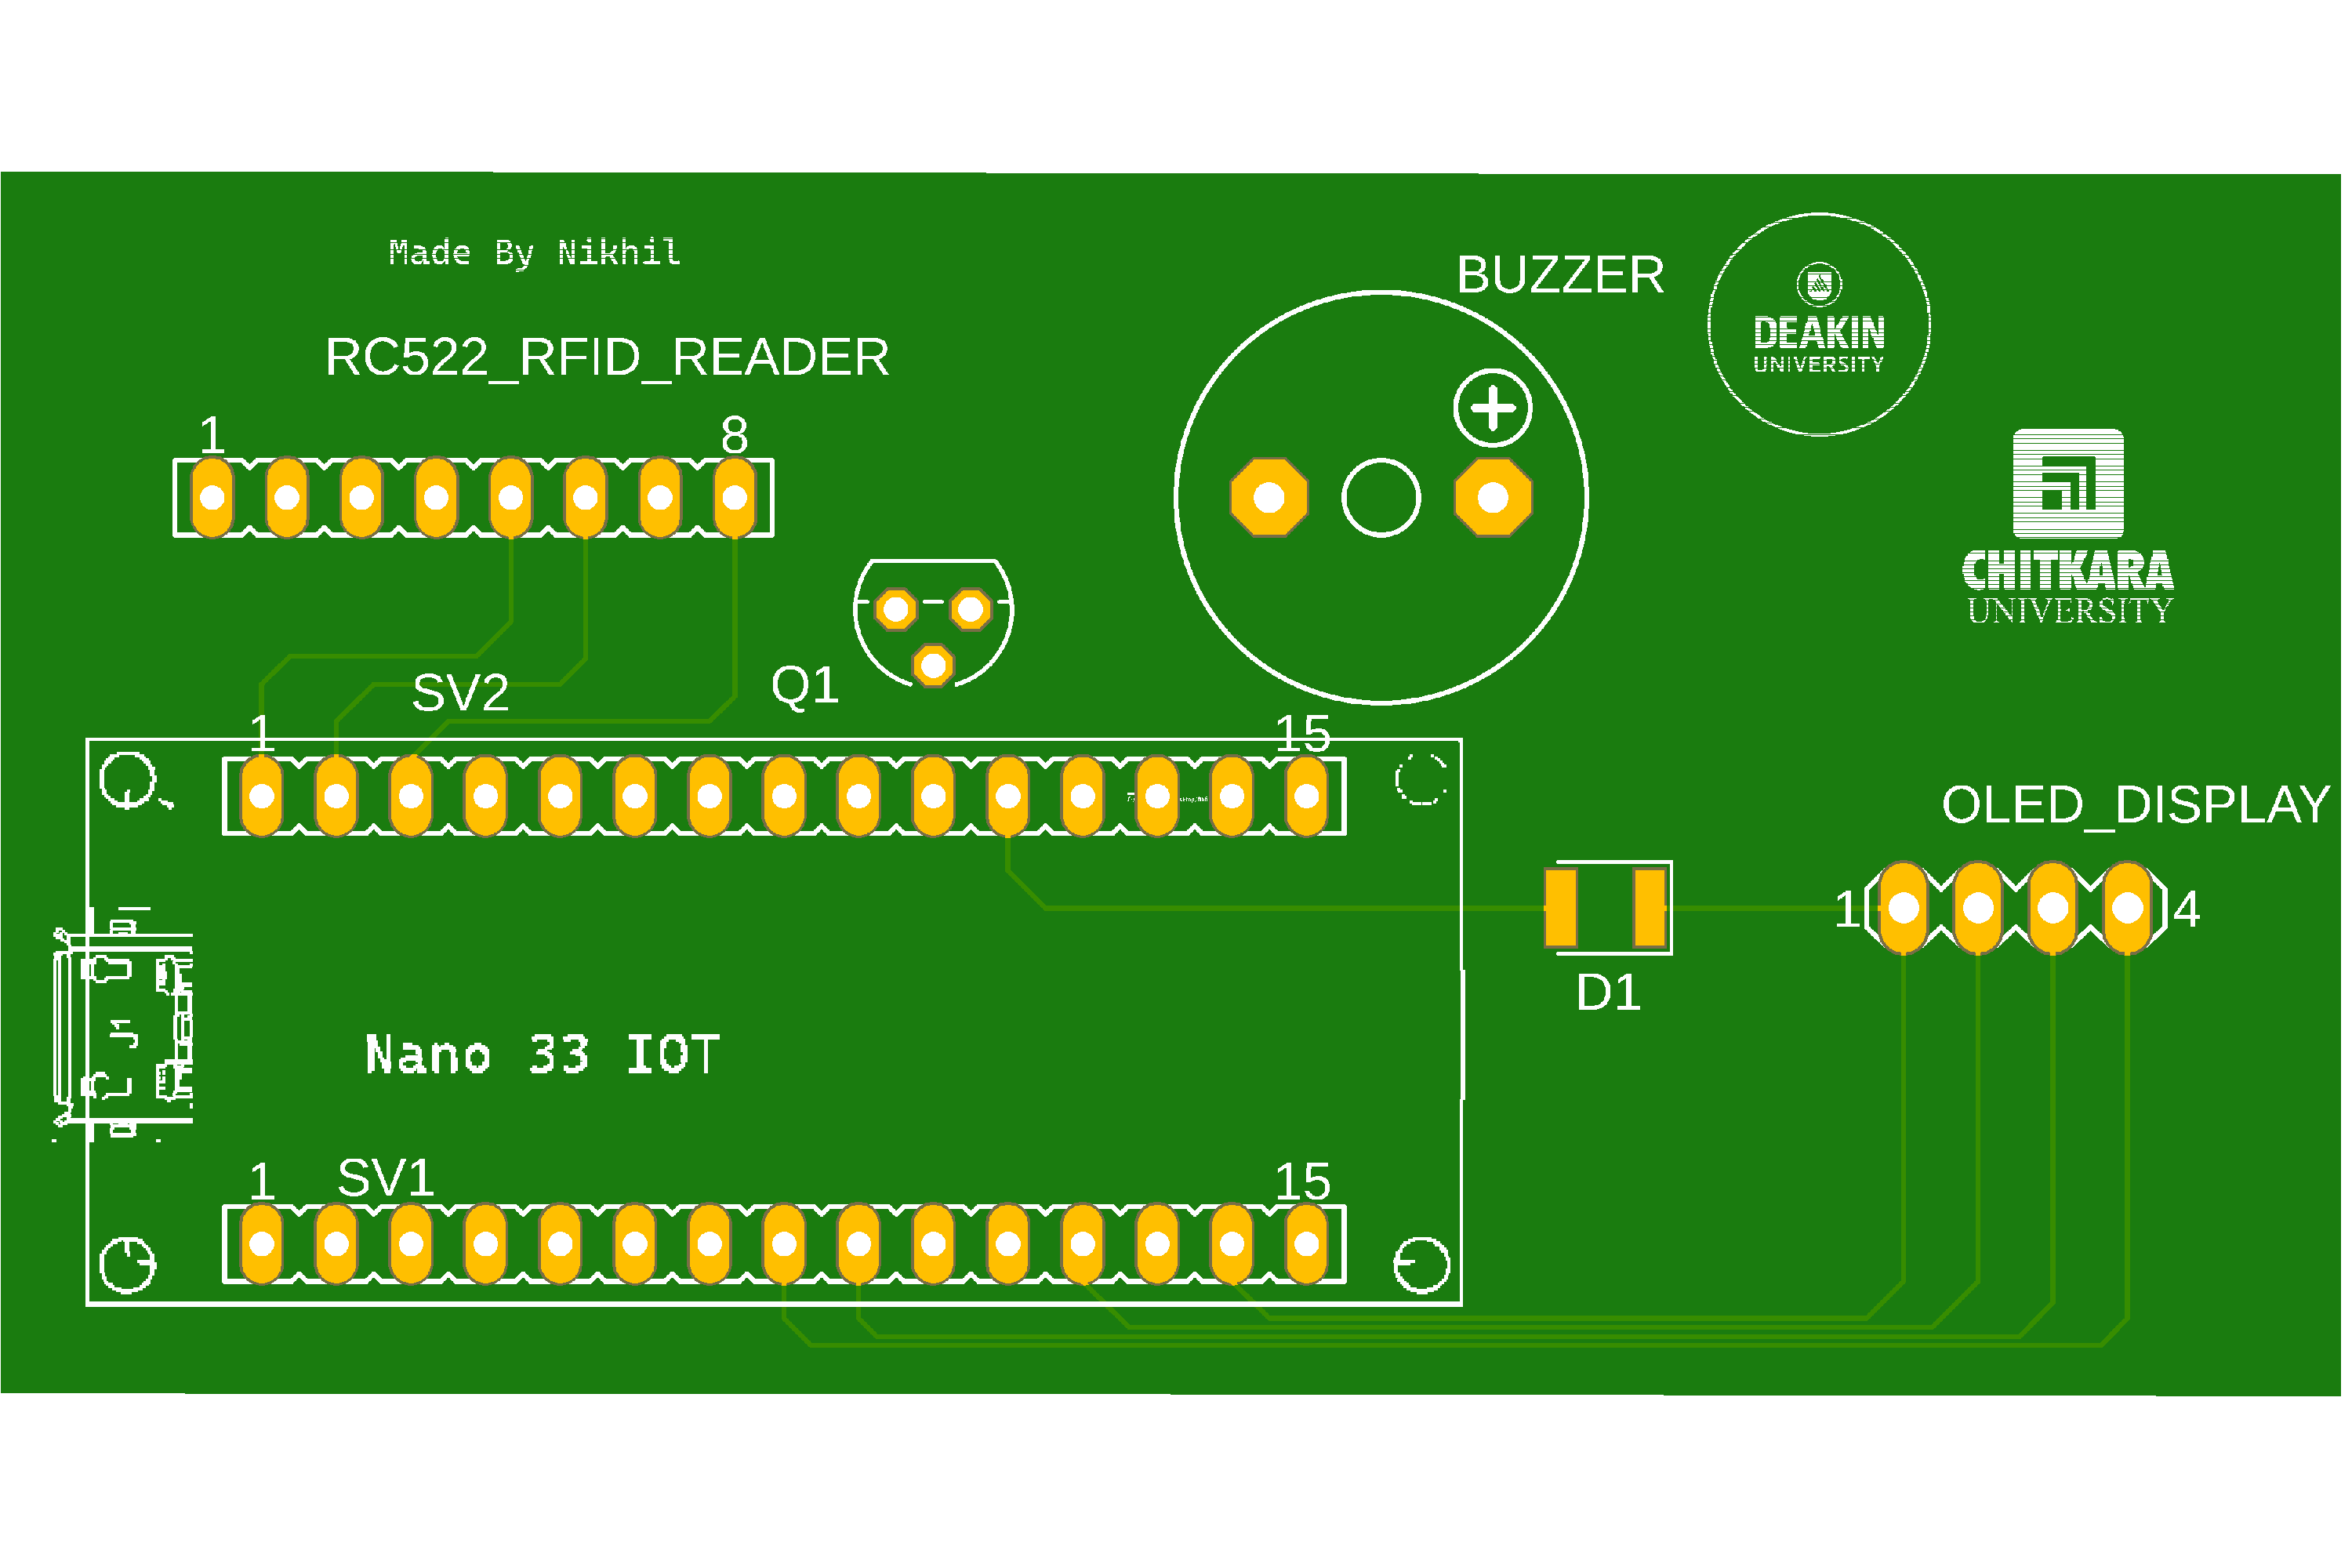 Made By Nikhil
BUZZER
DEAKIN
UNIVERSITY
RC522_RFID_READER
1 8
CHITKARA
UNIVERSITY
SV2
Q1
1 15
OLED_DISPLAY
1 4
D1
J1
Nano 33 IOT
SV1
1 15